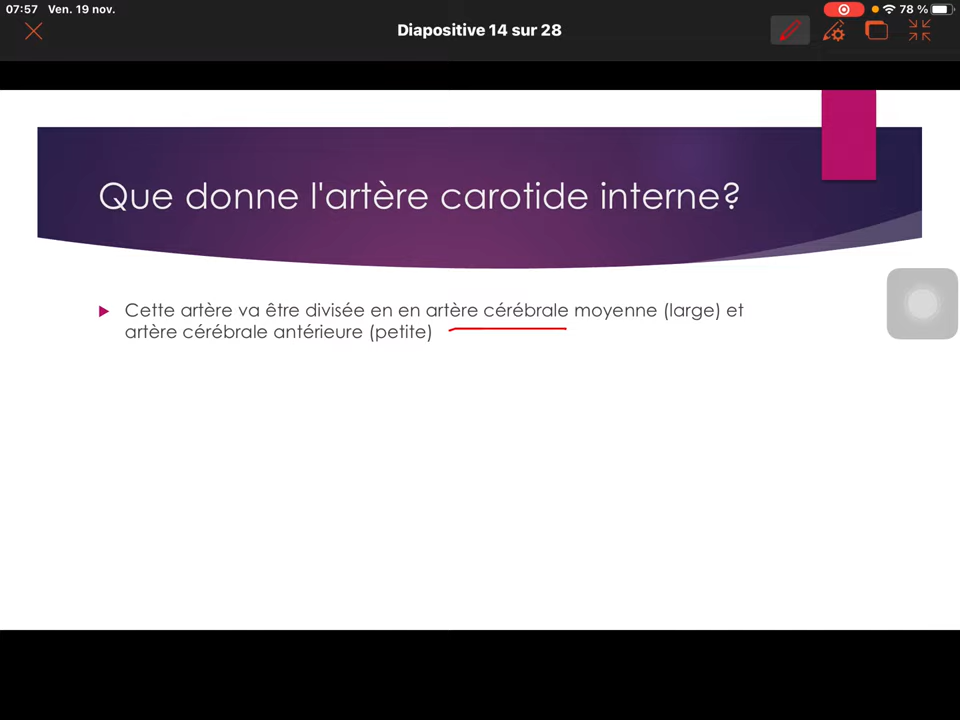 07:57 Ven. 19 nov.
78 %
Diapositive 14 sur 28
Que donne l'artère carotide interne?
Cette artère va être divisée en en artère cérébrale moyenne (large) et
artère cérébrale antérieure (petite)